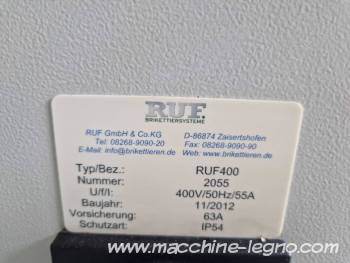 RUF.
BRIKETTIERSYSTEME
RUF GmbH & Co.KG D-86874 Zaisertshofen
Tel: 08268-9090-20 Fax: 08268-9090-90
E-Mail: info@brikettieren.de Web: www.brikettieren.de
Typ/Bez.: RUF400
Nummer: 2055
U/f/I: 400V/50Hz/55A
Baujahr: 11/2012
Vorsicherung: 63A
Schutzart: IP54
www.macchine-legno.com